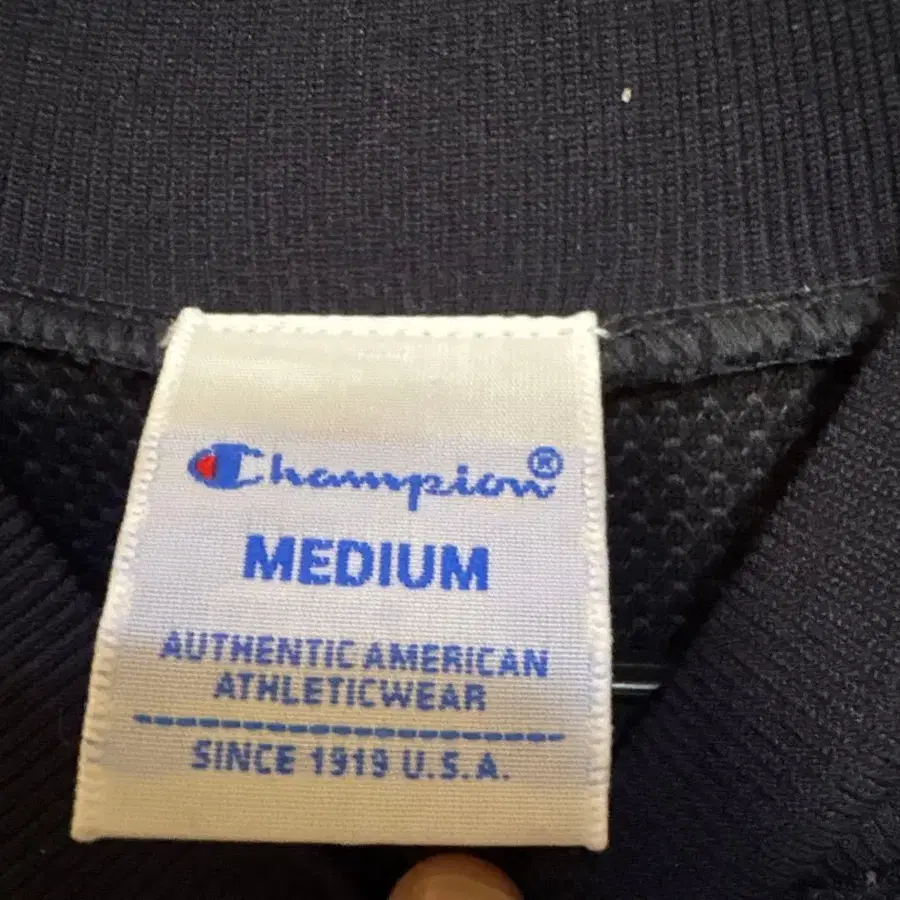 Champion®
MEDIUM
AUTHENTIC AMERICAN
ATHLETICWEAR
SINCE 1919 U.S.A.